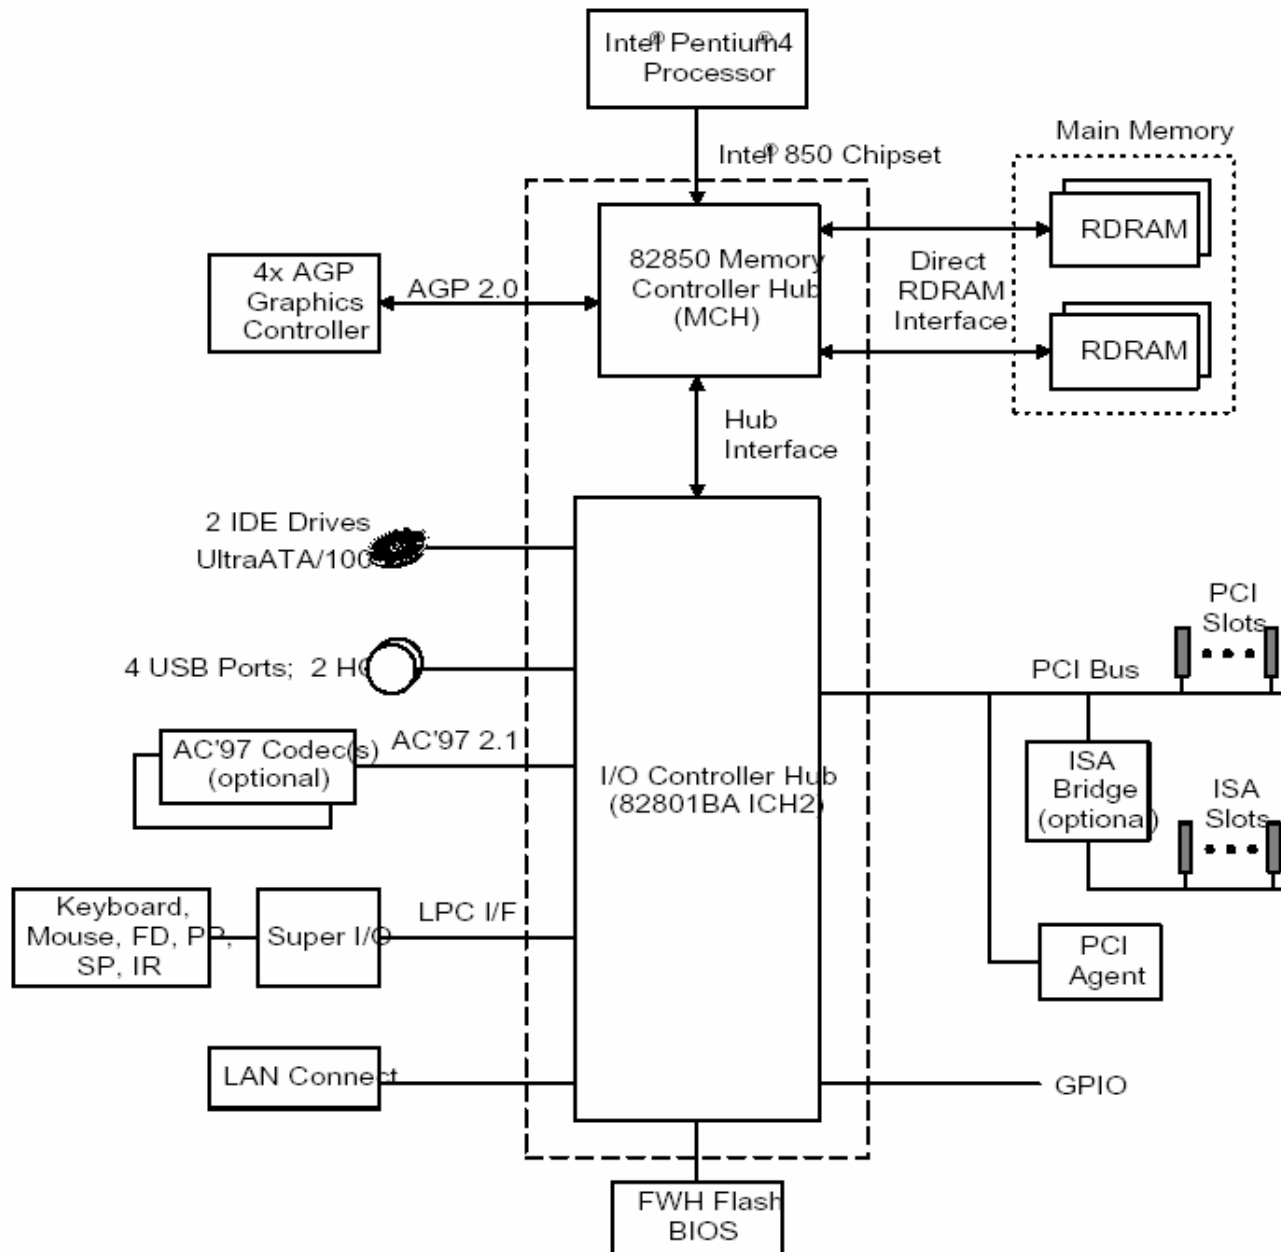 Intel® Pentium®4
Processor
Intel® 850 Chipset
Main Memory
RDRAM
82850 Memory
Controller Hub
(MCH)
Direct
RDRAM
Interface
4x AGP
Graphics
Controller
AGP 2.0
RDRAM
Hub
Interface
2 IDE Drives
UltraATA/100
PCI
Slots
4 USB Ports; 2 HC
PCI Bus
AC'97 Codec(s)
(optional)
AC'97 2.1
I/O Controller Hub
(82801BA ICH2)
ISA
Bridge
(optional)
ISA
Slots
Keyboard,
Mouse, FD, PP,
SP, IR
Super I/O
LPC I/F
PCI
Agent
LAN Connect
GPIO
FWH Flash
BIOS